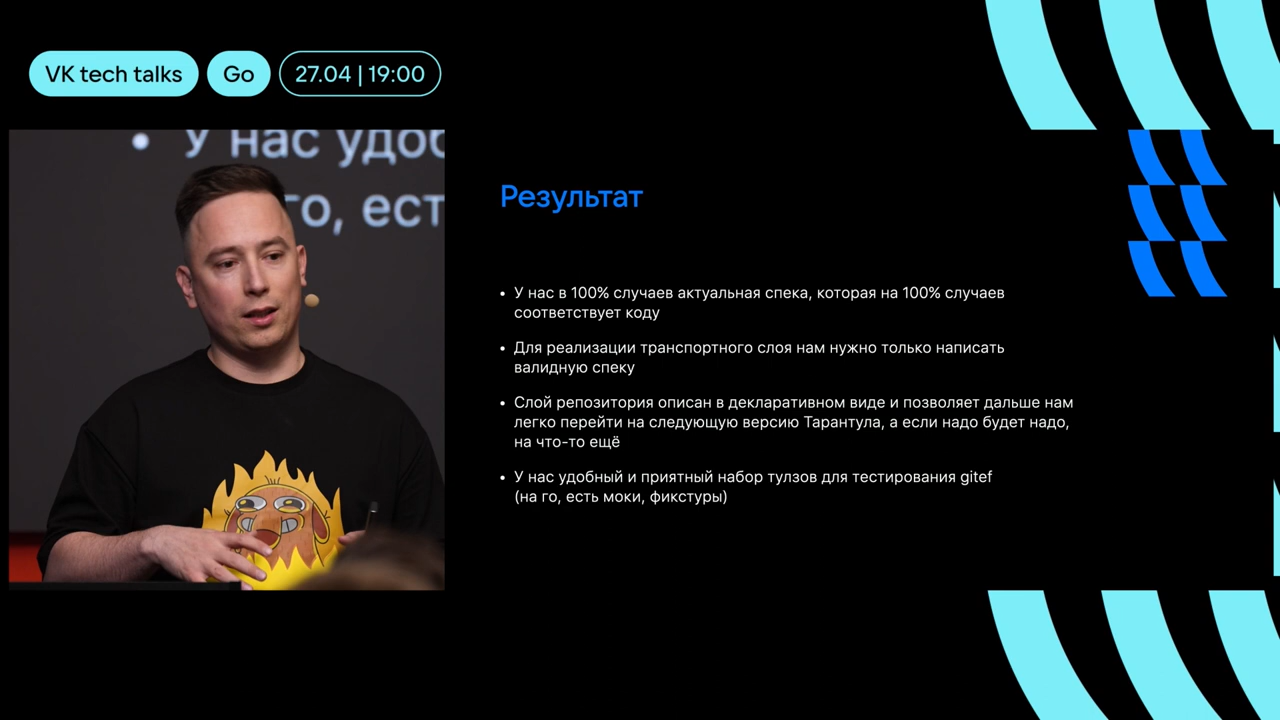 VK tech talks
Go
27.04 | 19:00
У нас удоб
го, ест
Результат
• У нас в 100% случаев актуальная спека, которая на 100% случаев
соответствует коду
• Для реализации транспортного слоя нам нужно только написать
валидную спеку
• Слой репозитория описан в декларативном виде и позволяет дальше нам
легко перейти на следующую версию Тарантула, а если надо будет надо,
на что-то ещё
• У нас удобный и приятный набор тулзов для тестирования gitef
(на го, есть моки, фикстуры)